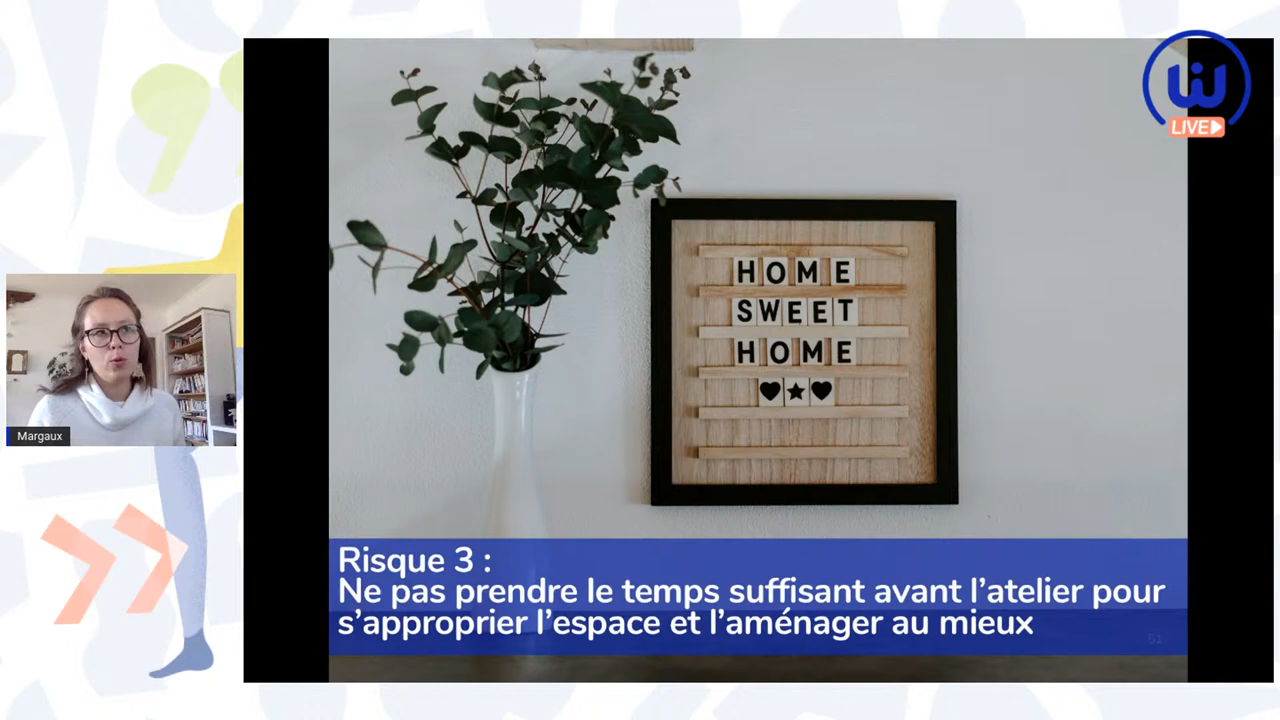 LIVE
HOME
SWEET
HOME
Margaux
Risque 3 :
Ne pas prendre le temps suffisant avant l’atelier pour
s’approprier l’espace et l’aménager au mieux
51